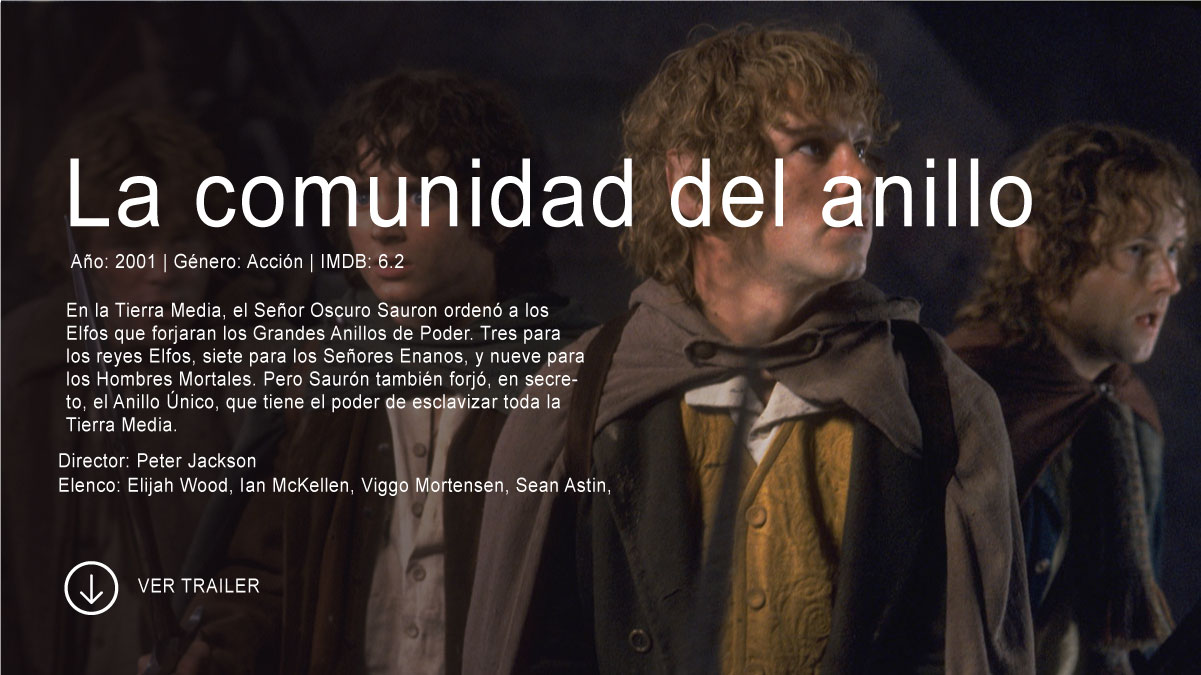 La comunidad del anillo
Año: 2001 | Género: Acción | IMDB: 6.2
En la Tierra Media, el Señor Oscuro Sauron ordenó a los
Elfos que forjaran los Grandes Anillos de Poder. Tres para
los reyes Elfos, siete para los Señores Enanos, y nueve para
los Hombres Mortales. Pero Saurón también forjó, en secre-
to, el Anillo Único, que tiene el poder de esclavizar toda la
Tierra Media.
Director: Peter Jackson
Elenco: Elijah Wood, Ian McKellen, Viggo Mortensen, Sean Astin,
VER TRAILER